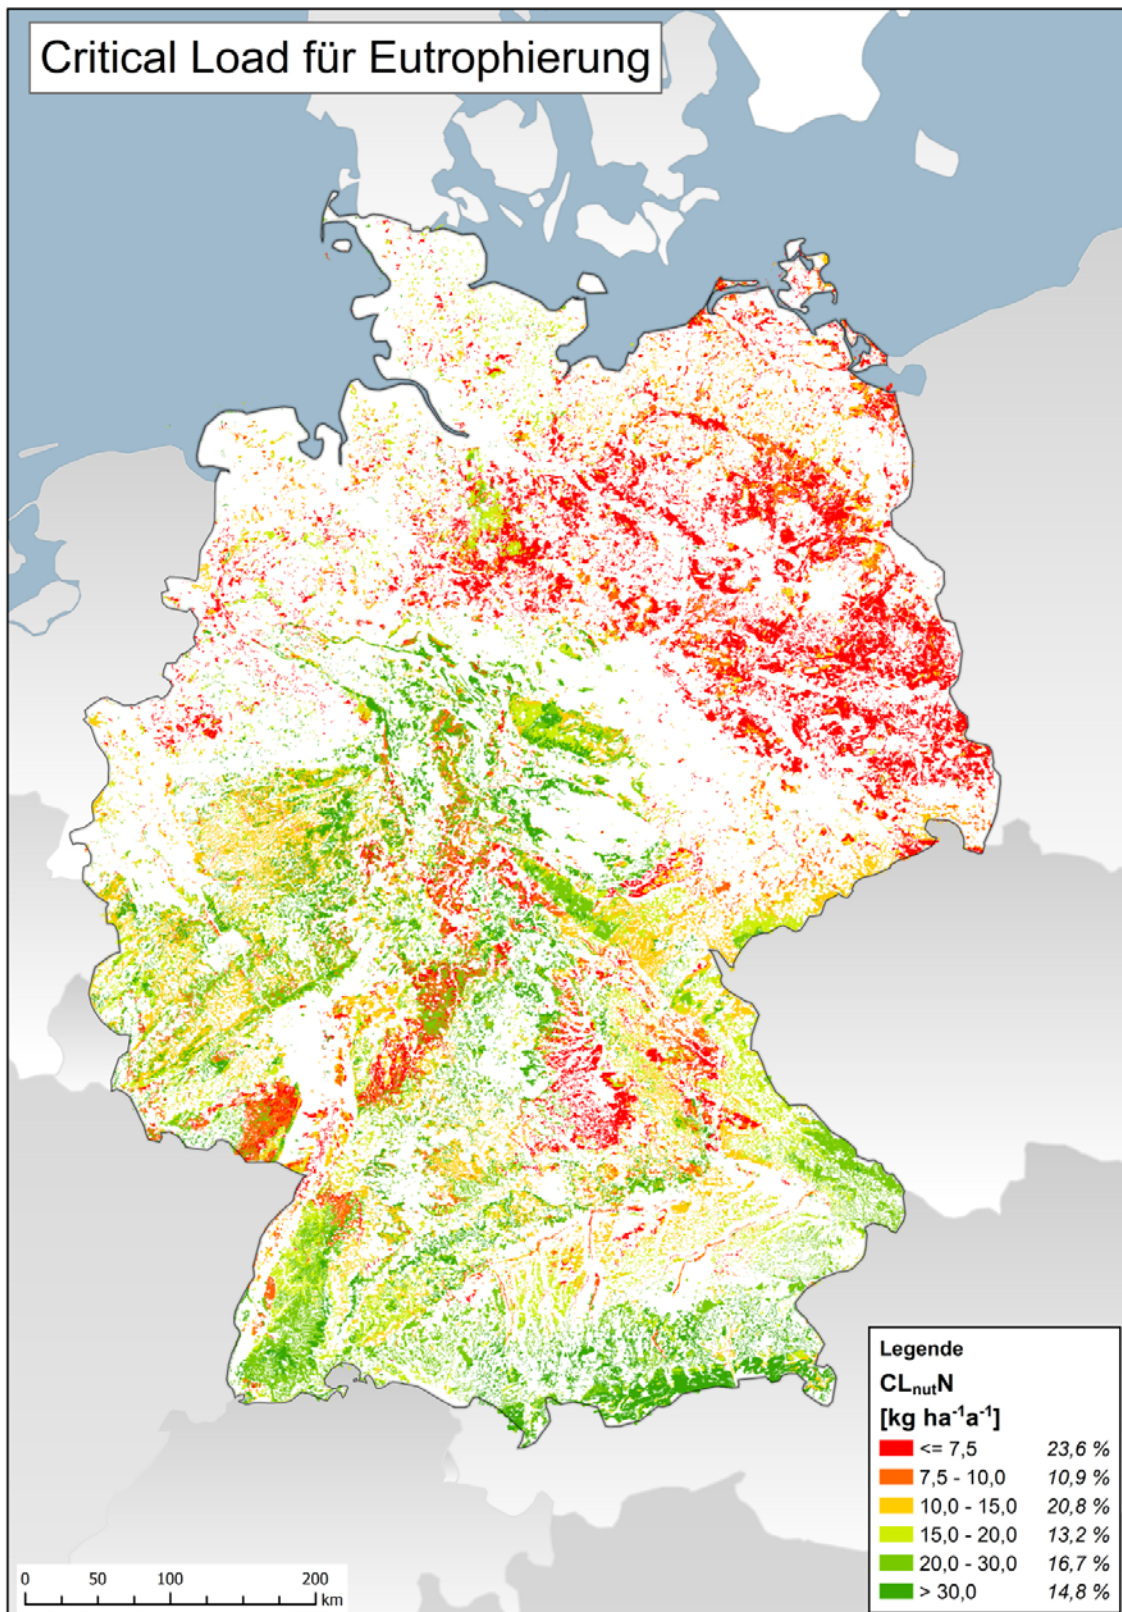 Critical Load für Eutrophierung
Legende
CLnutN
[kg ha⁻¹a⁻¹]
<= 7,5 23,6 %
7,5 - 10,0 10,9 %
10,0 - 15,0 20,8 %
15,0 - 20,0 13,2 %
20,0 - 30,0 16,7 %
> 30,0 14,8 %
0 50 100 200
km